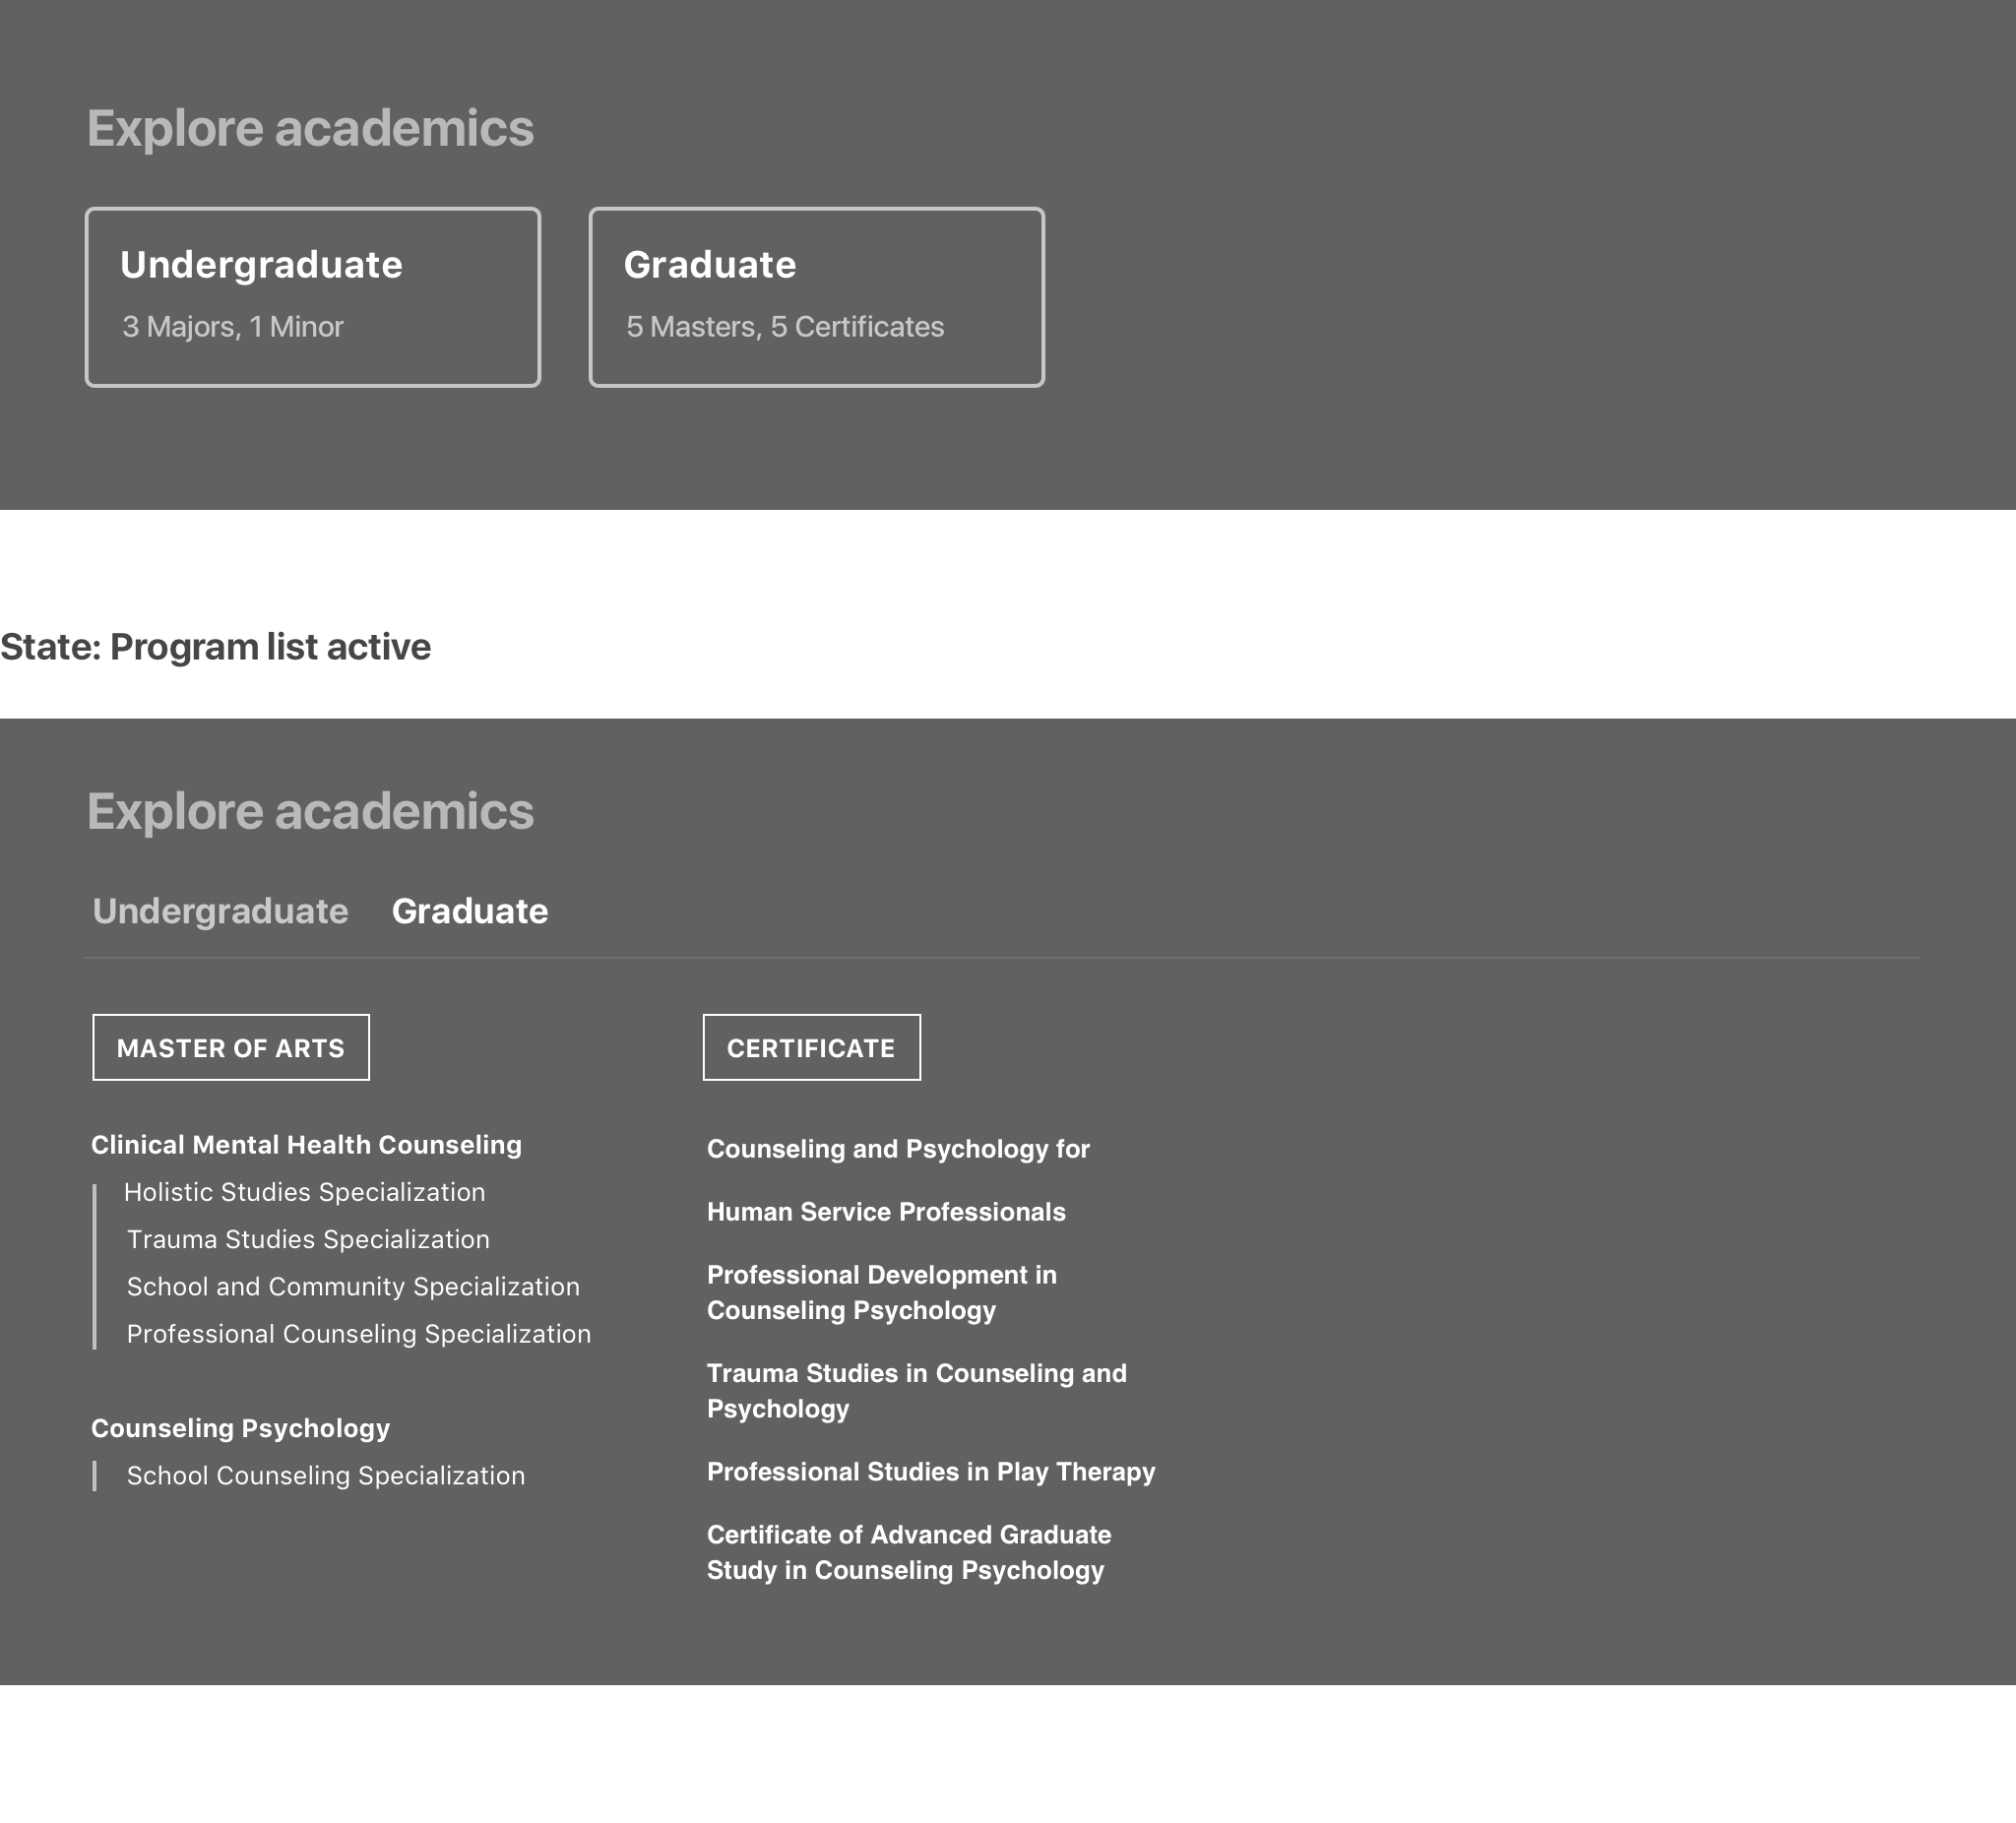 Explore academics
Undergraduate
3 Majors, 1 Minor
Graduate
5 Masters, 5 Certificates
State: Program list active
Explore academics
Undergraduate
Graduate
MASTER OF ARTS
Clinical Mental Health Counseling
Holistic Studies Specialization
Trauma Studies Specialization
School and Community Specialization
Professional Counseling Specialization
Counseling Psychology
School Counseling Specialization
CERTIFICATE
Counseling and Psychology for
Human Service Professionals
Professional Development in
Counseling Psychology
Trauma Studies in Counseling and
Psychology
Professional Studies in Play Therapy
Certificate of Advanced Graduate
Study in Counseling Psychology